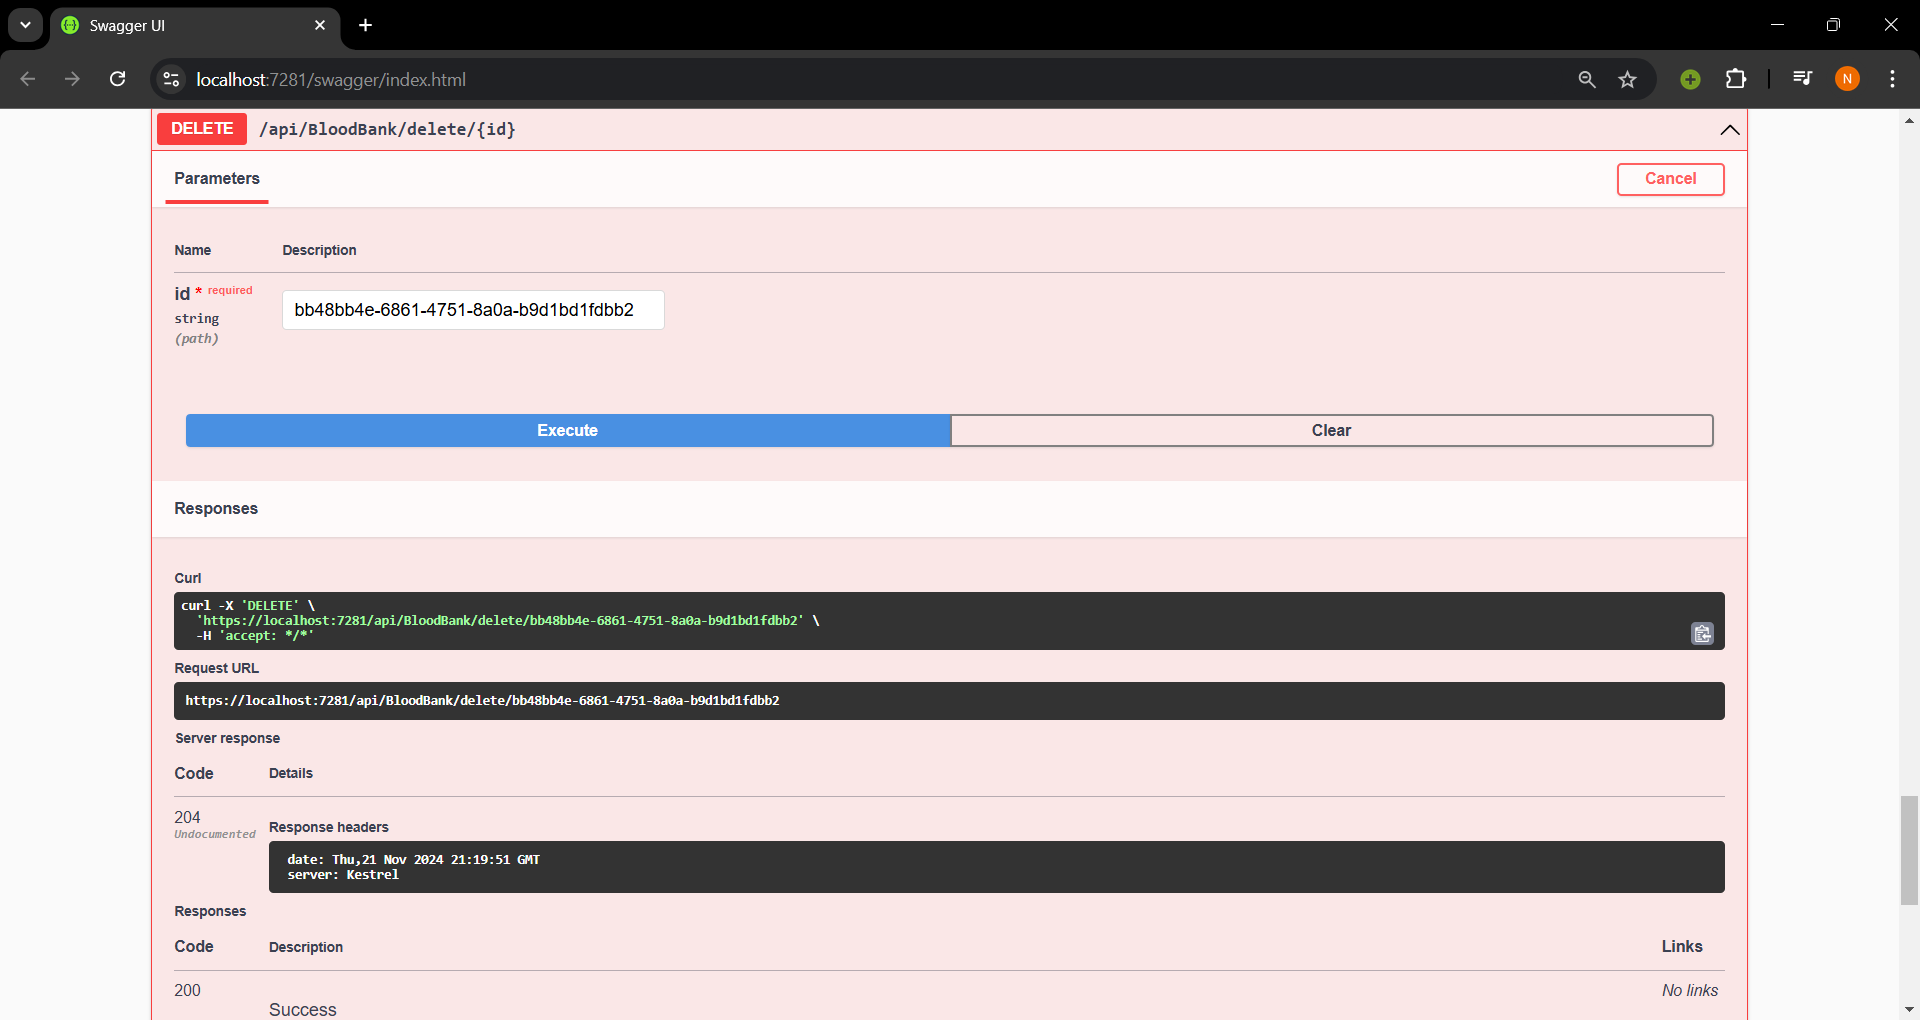 Swagger UI
localhost:7281/swagger/index.html
N
DELETE /api/BloodBank/delete/{id}
Parameters
Cancel
Name Description
id * required
string
(path)
bb48bb4e-6861-4751-8a0a-b9d1bd1fdbb2
Execute
Clear
Responses
Curl
curl -X 'DELETE' \
'https://localhost:7281/api/BloodBank/delete/bb48bb4e-6861-4751-8a0a-b9d1bd1fdbb2' \
-H 'accept: */*'
Request URL
https://localhost:7281/api/BloodBank/delete/bb48bb4e-6861-4751-8a0a-b9d1bd1fdbb2
Server response
Code Details
204
Undocumented
Response headers
date: Thu,21 Nov 2024 21:19:51 GMT
server: Kestrel
Responses
Code Description Links
200
Success
No links